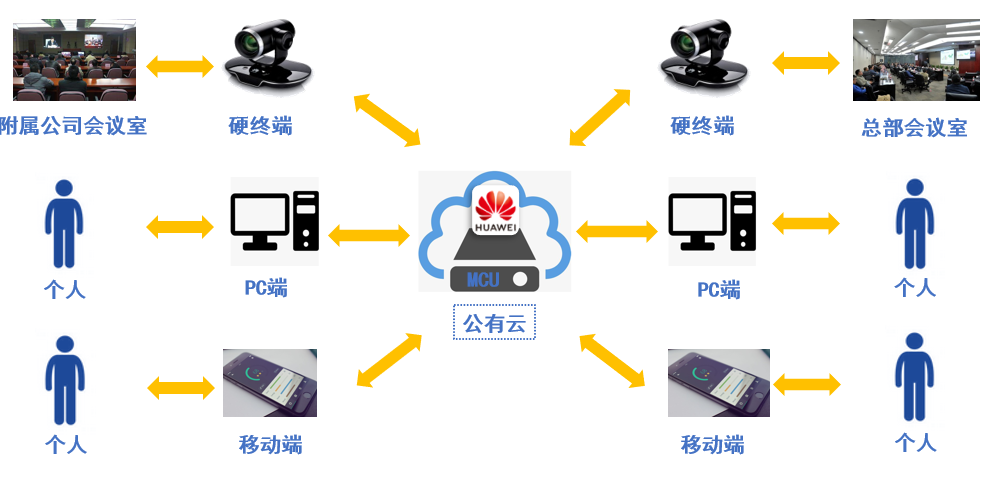 附属公司会议室
硬终端
硬终端
总部会议室
HUAWEI
MCU
个人
PC端
公有云
PC端
个人
个人
移动端
移动端
个人